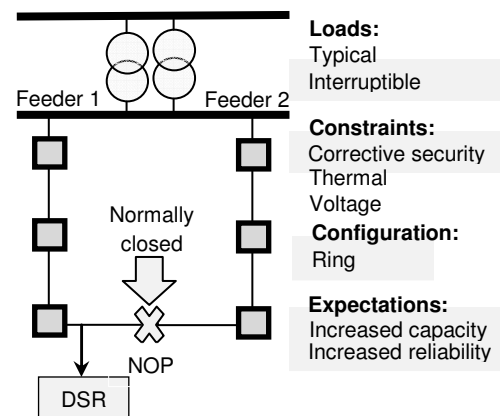 Feeder 1
Feeder 2
Normally
closed
NOP
DSR
Loads:
Typical
Interruptible
Constraints:
Corrective security
Thermal
Voltage
Configuration:
Ring
Expectations:
Increased capacity
Increased reliability